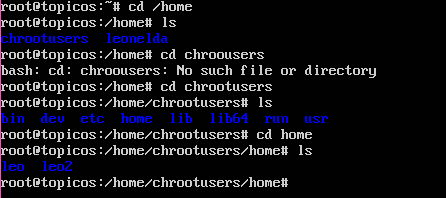 root@topicos:~# cd /home
root@topicos:/home# ls
chrootusers leonelda
root@topicos:/home# cd chroousers
bash: cd: chroousers: No such file or directory
root@topicos:/home# cd chrootusers
root@topicos:/home/chrootusers# ls
bin dev etc home lib lib64 run usr
root@topicos:/home/chrootusers# cd home
root@topicos:/home/chrootusers/home# ls
leo leo2
root@topicos:/home/chrootusers/home#